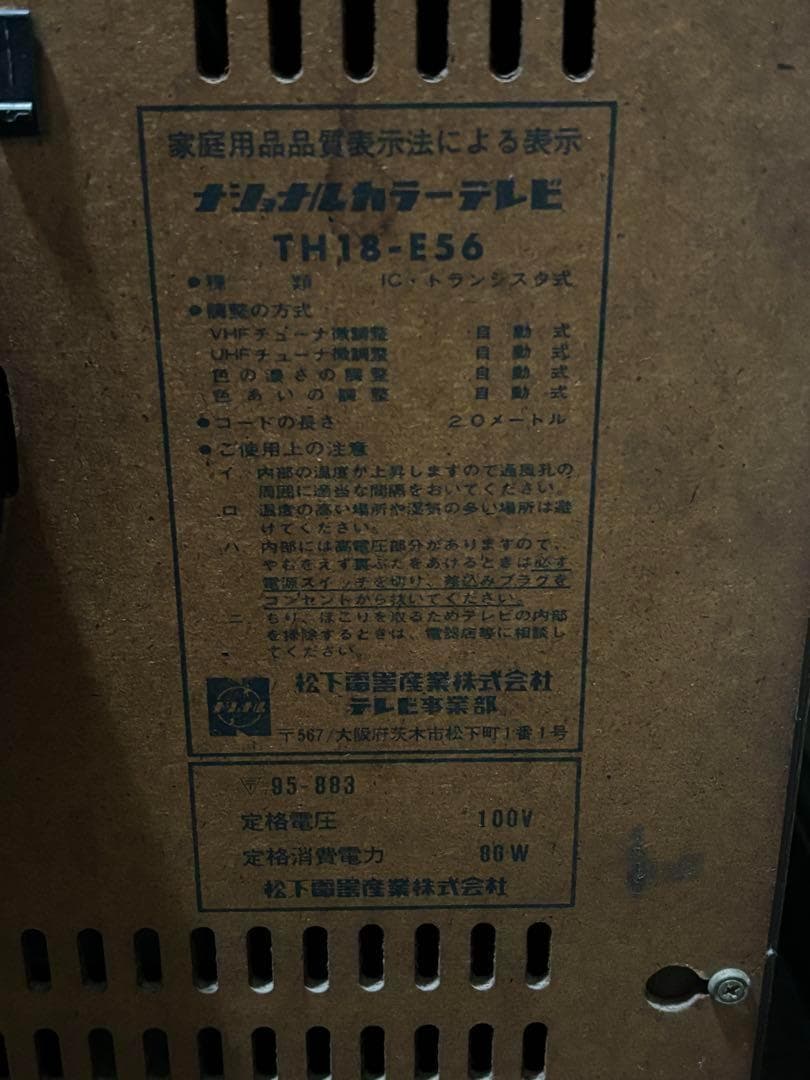 家庭用品品質表示法による表示
ナショナルカラーテレビ
TH18-E56
●種 類 IC・トランジスタ式
●調整の方式
VHFチューナ微調整 自動式
UHFチューナ微調整 自動式
色の濃さの調整 自動式
色あいの調整 自動式
●コードの長さ 2.0メートル
●ご使用上の注意
イ 内部の温度が上昇しますので通風孔の
周囲に適当な間隔をおいてください。
ロ 温度の高い場所や湿気の多い場所は避
けてください。
ハ 内部には高電圧部分がありますので、
やむをえず裏ぶたをあけるときは必ず
電源スイッチを切り、差込みプラグを
コンセントから抜いてください。
ニ ちり、ほこりを取るためテレビの内部
を掃除するときは、電器店等に相談し
てください。
ナショナル
松下電器産業株式会社
テレビ事業部
〒567/大阪府茨木市松下町1番1号
〒95-883
定格電圧 100V
定格消費電力 86W
松下電器産業株式会社